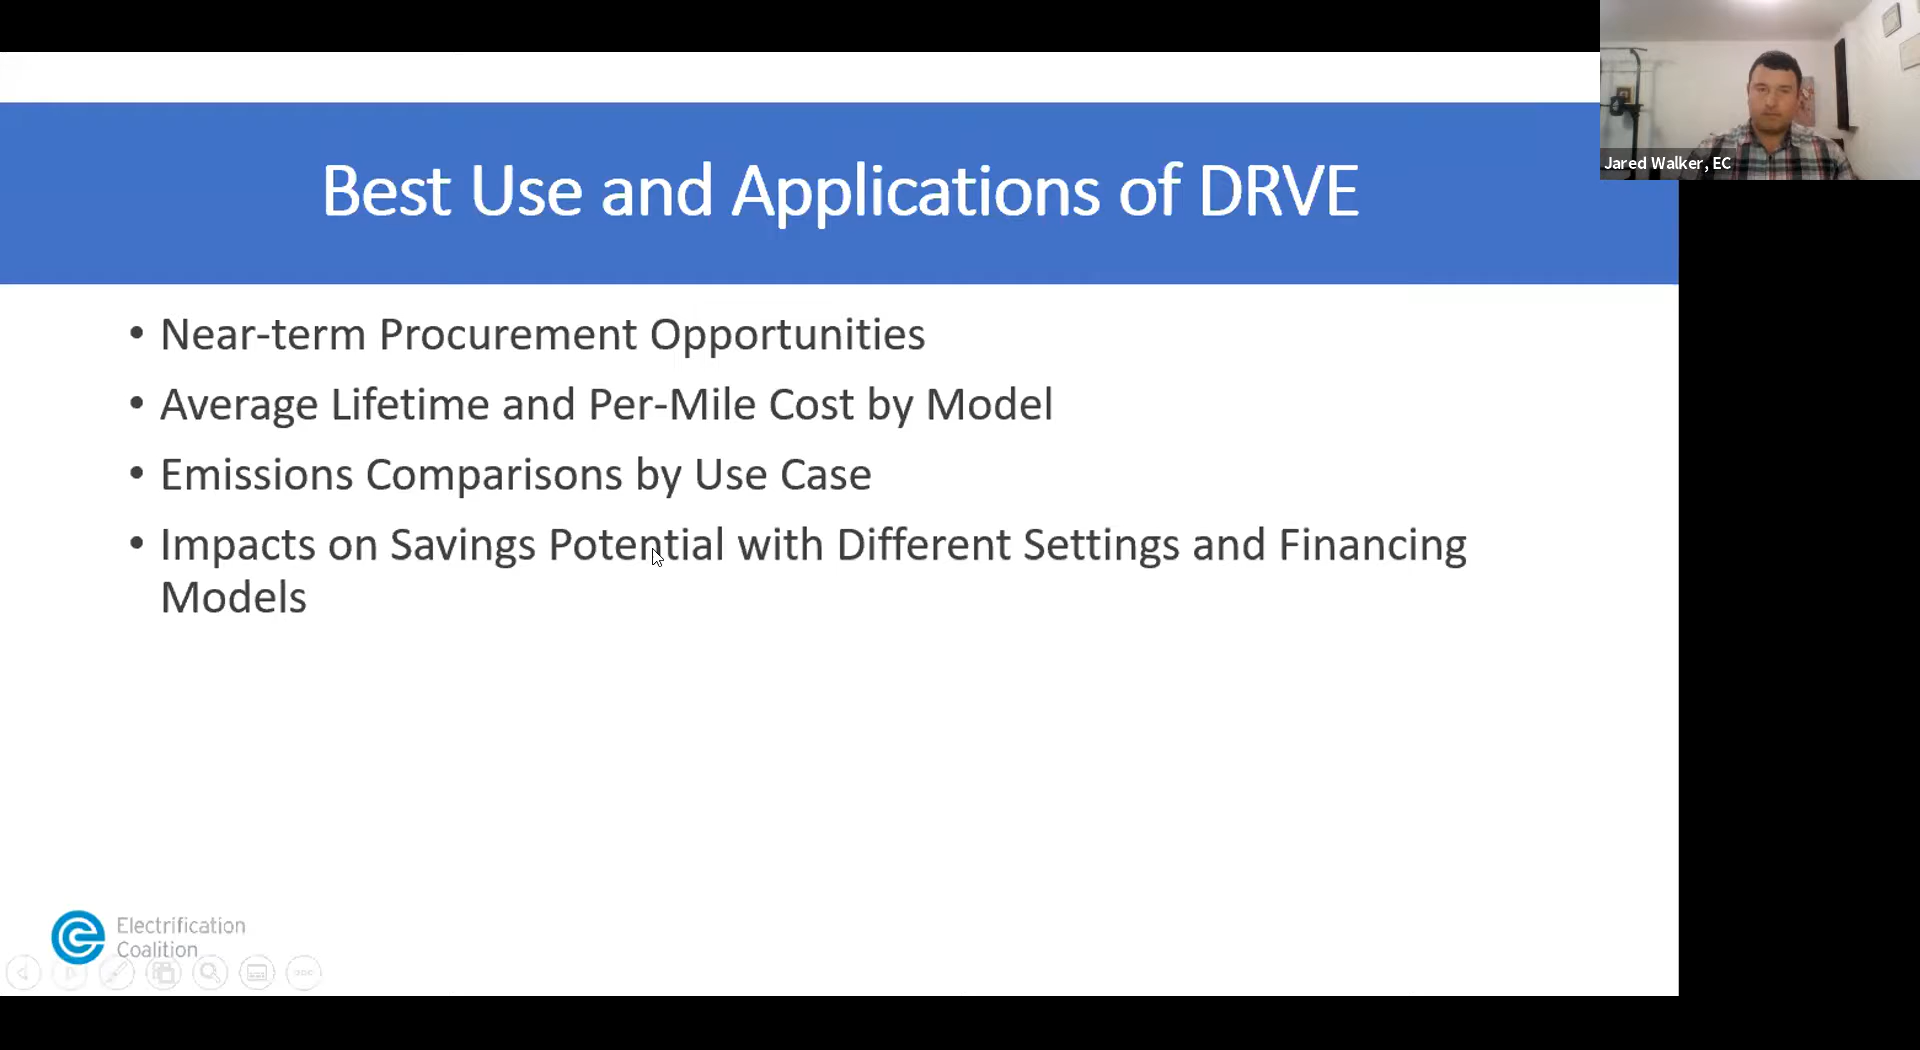 Best Use and Applications of DRVE
Jared Walker, EC
• Near-term Procurement Opportunities
• Average Lifetime and Per-Mile Cost by Model
• Emissions Comparisons by Use Case
• Impacts on Savings Potential with Different Settings and Financing
Models
Electrification
Coalition